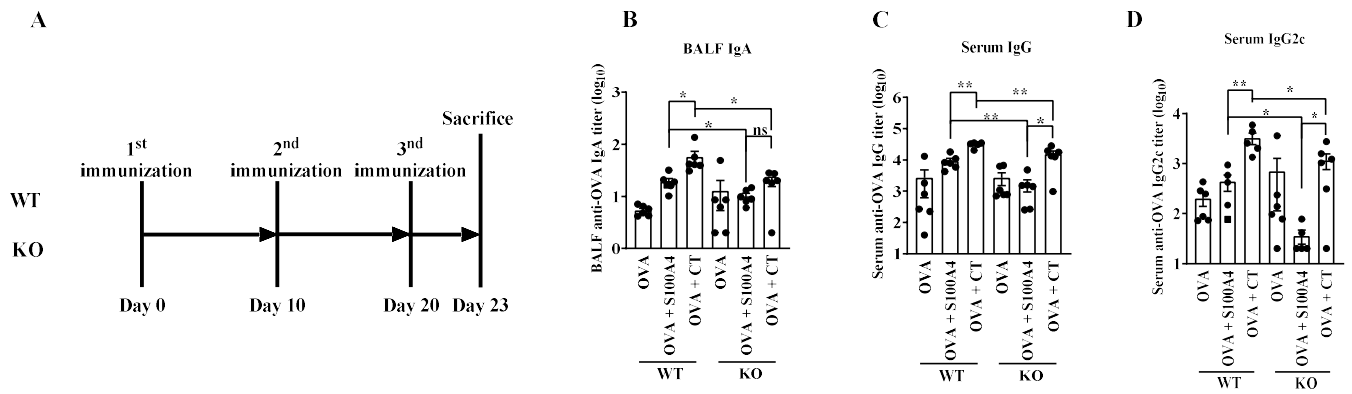 A
WT
KO
1st
immunization
2nd
immunization
3nd
immunization
Sacrifice
Day 0
Day 10
Day 20
Day 23
B
BALF IgA
BALF anti-OVA IgA titer (log10)
3
2
1
0
*
*
*
ns
OVA
OVA + S100A4
OVA + CT
OVA
OVA + S100A4
OVA + CT
WT
KO
C
Serum IgG
Serum anti-OVA IgG titer (log10)
6
5
4
3
2
1
**
**
**
*
OVA
OVA + S100A4
OVA + CT
OVA
OVA + S100A4
OVA + CT
WT
KO
D
Serum IgG2c
Serum anti-OVA IgG2c titer (log10)
4
3
2
1
**
*
*
*
OVA
OVA + S100A4
OVA + CT
OVA
OVA + S100A4
OVA + CT
WT
KO